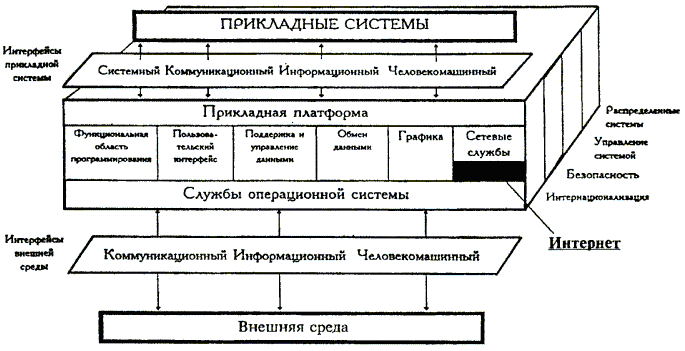 ПРИКЛАДНЫЕ СИСТЕМЫ
Интерфейсы
прикладной
системы
Системный Коммуникационный Информационный Человекомашинный
Прикладная платформа
Функциональная
область
программирования
Пользова-
тельский
интерфейс
Поддержка и
управление
данными
Обмен
данными
Графика
Сетевые
службы
Распределенные
системы
Управление
системой
Безопасность
Интернационализация
Службы операционной системы
Интернет
Интерфейсы
внешней
среды
Коммуникационный Информационный Человекомашинный
Внешняя среда